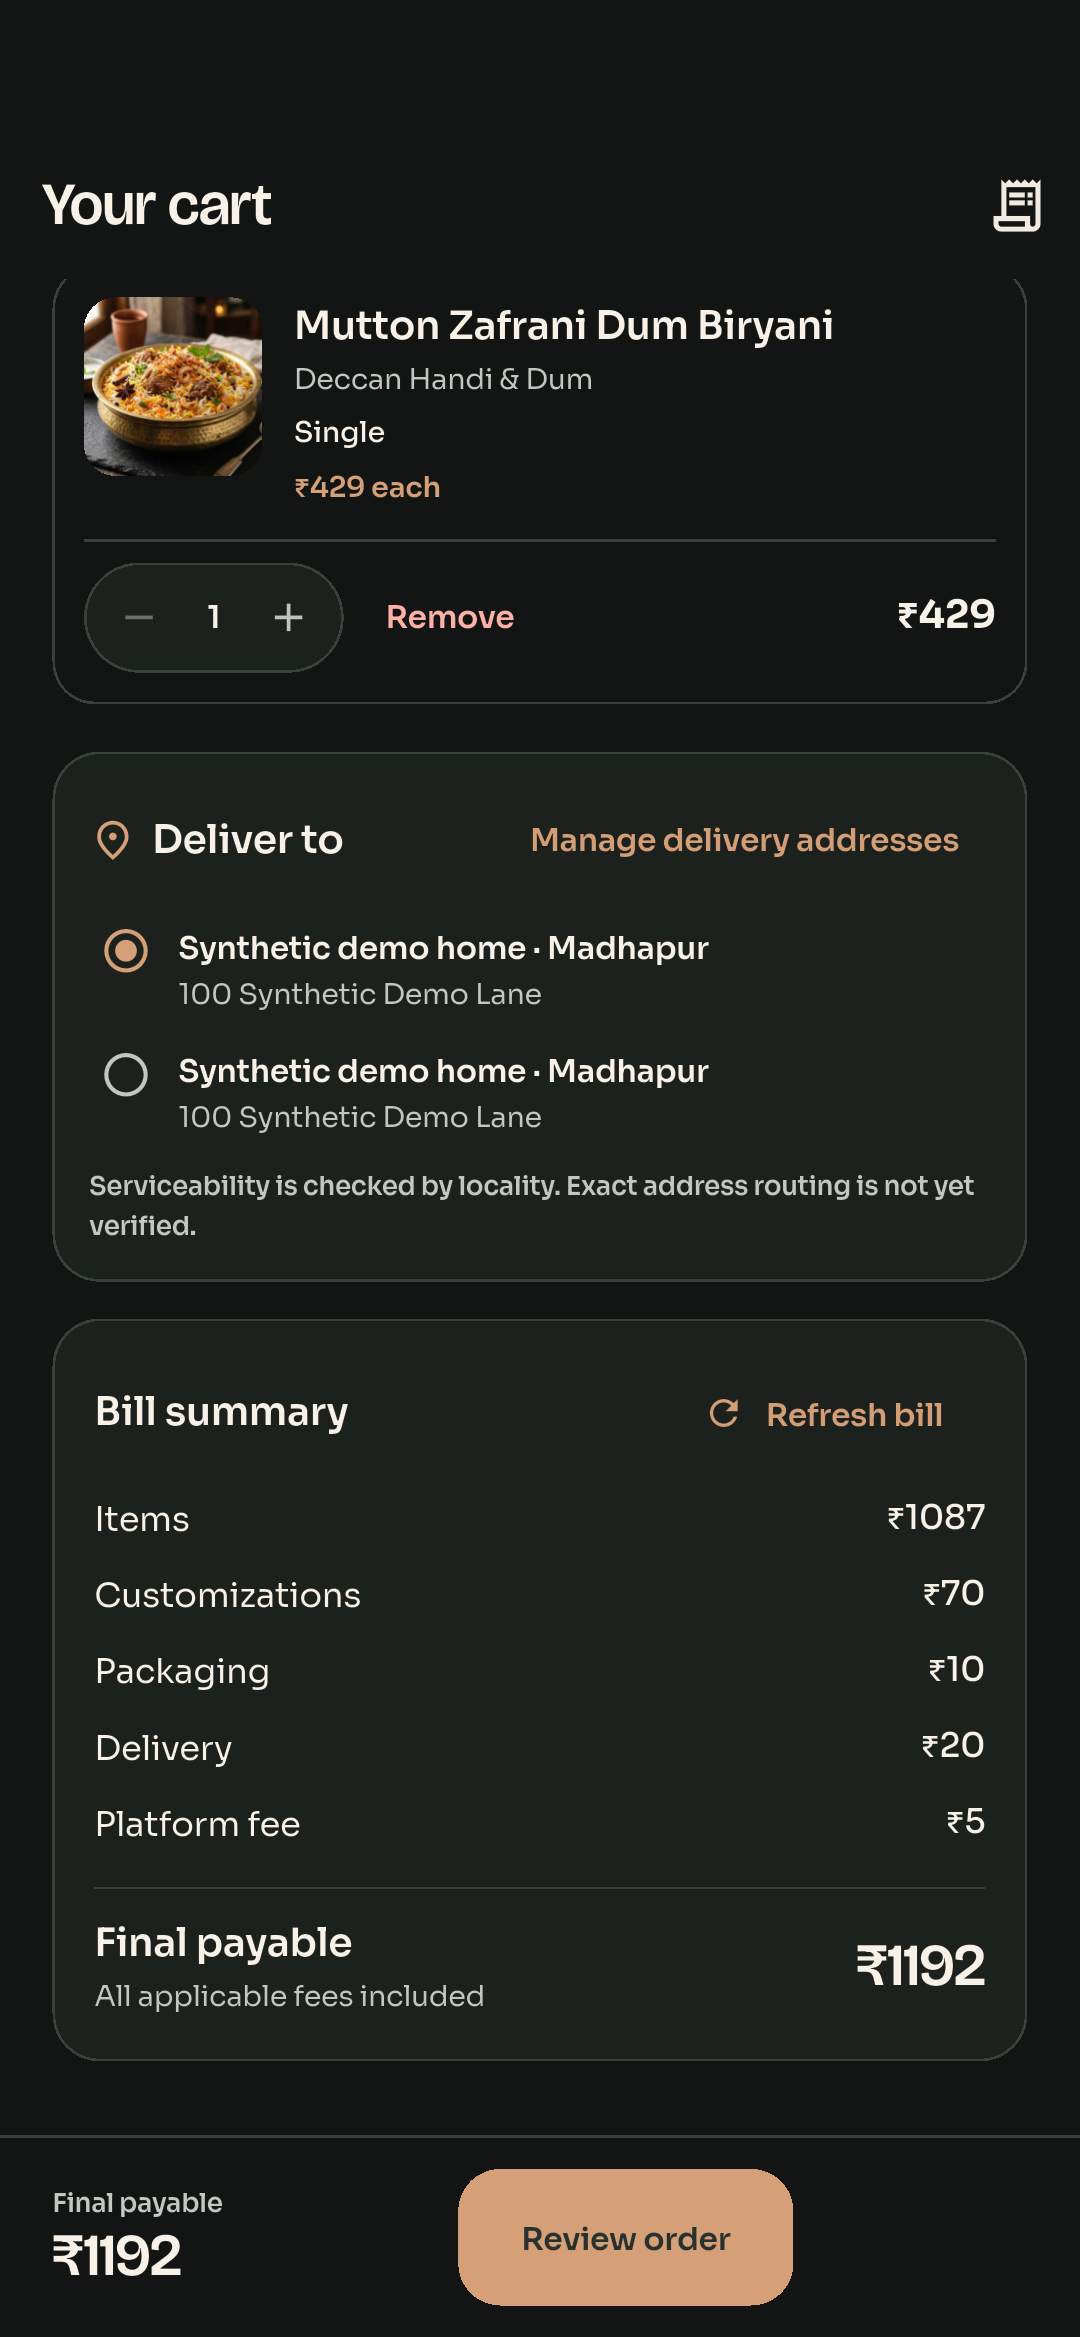 Your cart
Mutton Zafrani Dum Biryani
Deccan Handi & Dum
Single
₹429 each
1
Remove
₹429
Deliver to
Manage delivery addresses
Synthetic demo home · Madhapur
100 Synthetic Demo Lane
Synthetic demo home · Madhapur
100 Synthetic Demo Lane
Serviceability is checked by locality. Exact address routing is not yet
verified.
Bill summary
Refresh bill
Items ₹1087
Customizations ₹70
Packaging ₹10
Delivery ₹20
Platform fee ₹5
Final payable ₹1192
All applicable fees included
Final payable
₹1192
Review order